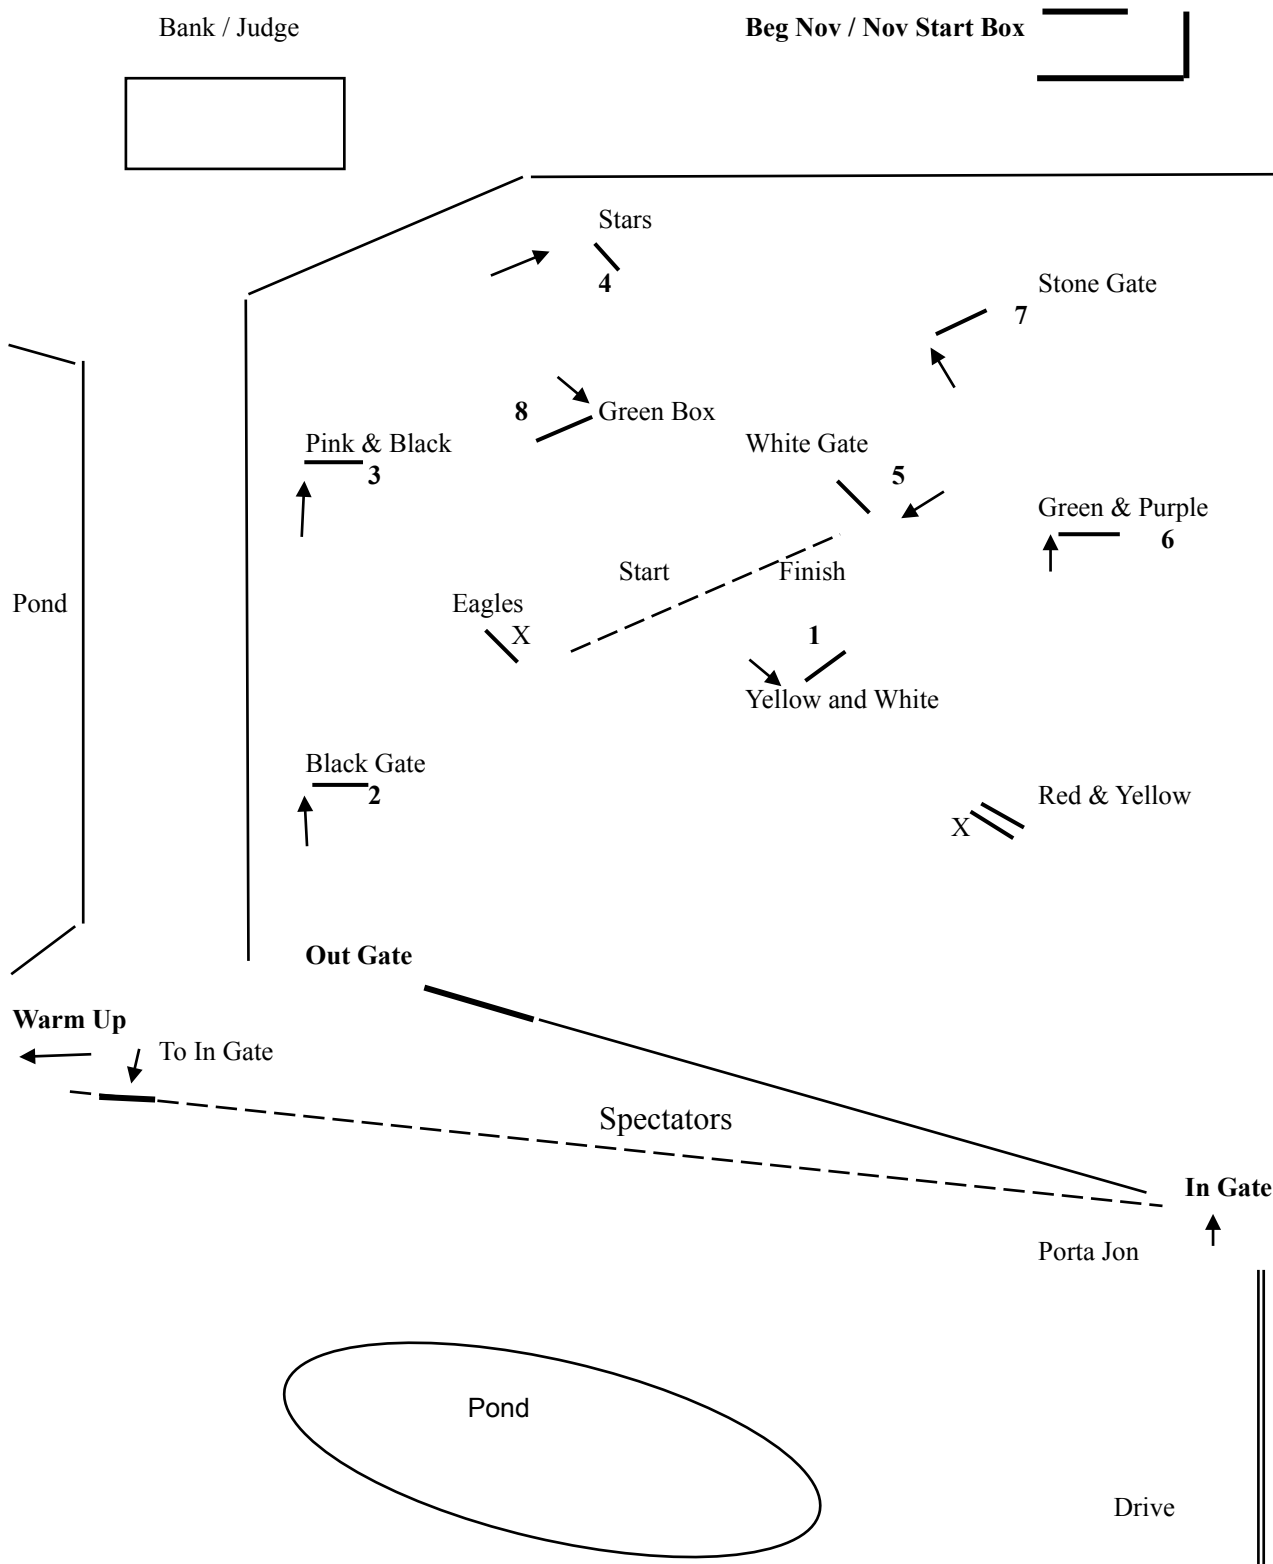 Bank / Judge
Beg Nov / Nov Start Box
Stars
4
Stone Gate
7
8
Green Box
Pink & Black
3
White Gate
5
Green & Purple
6
Start
Finish
Pond
Eagles
X
1
Yellow and White
Black Gate
2
Red & Yellow
X
Out Gate
Warm Up
To In Gate
Spectators
In Gate
Porta Jon
Pond
Drive